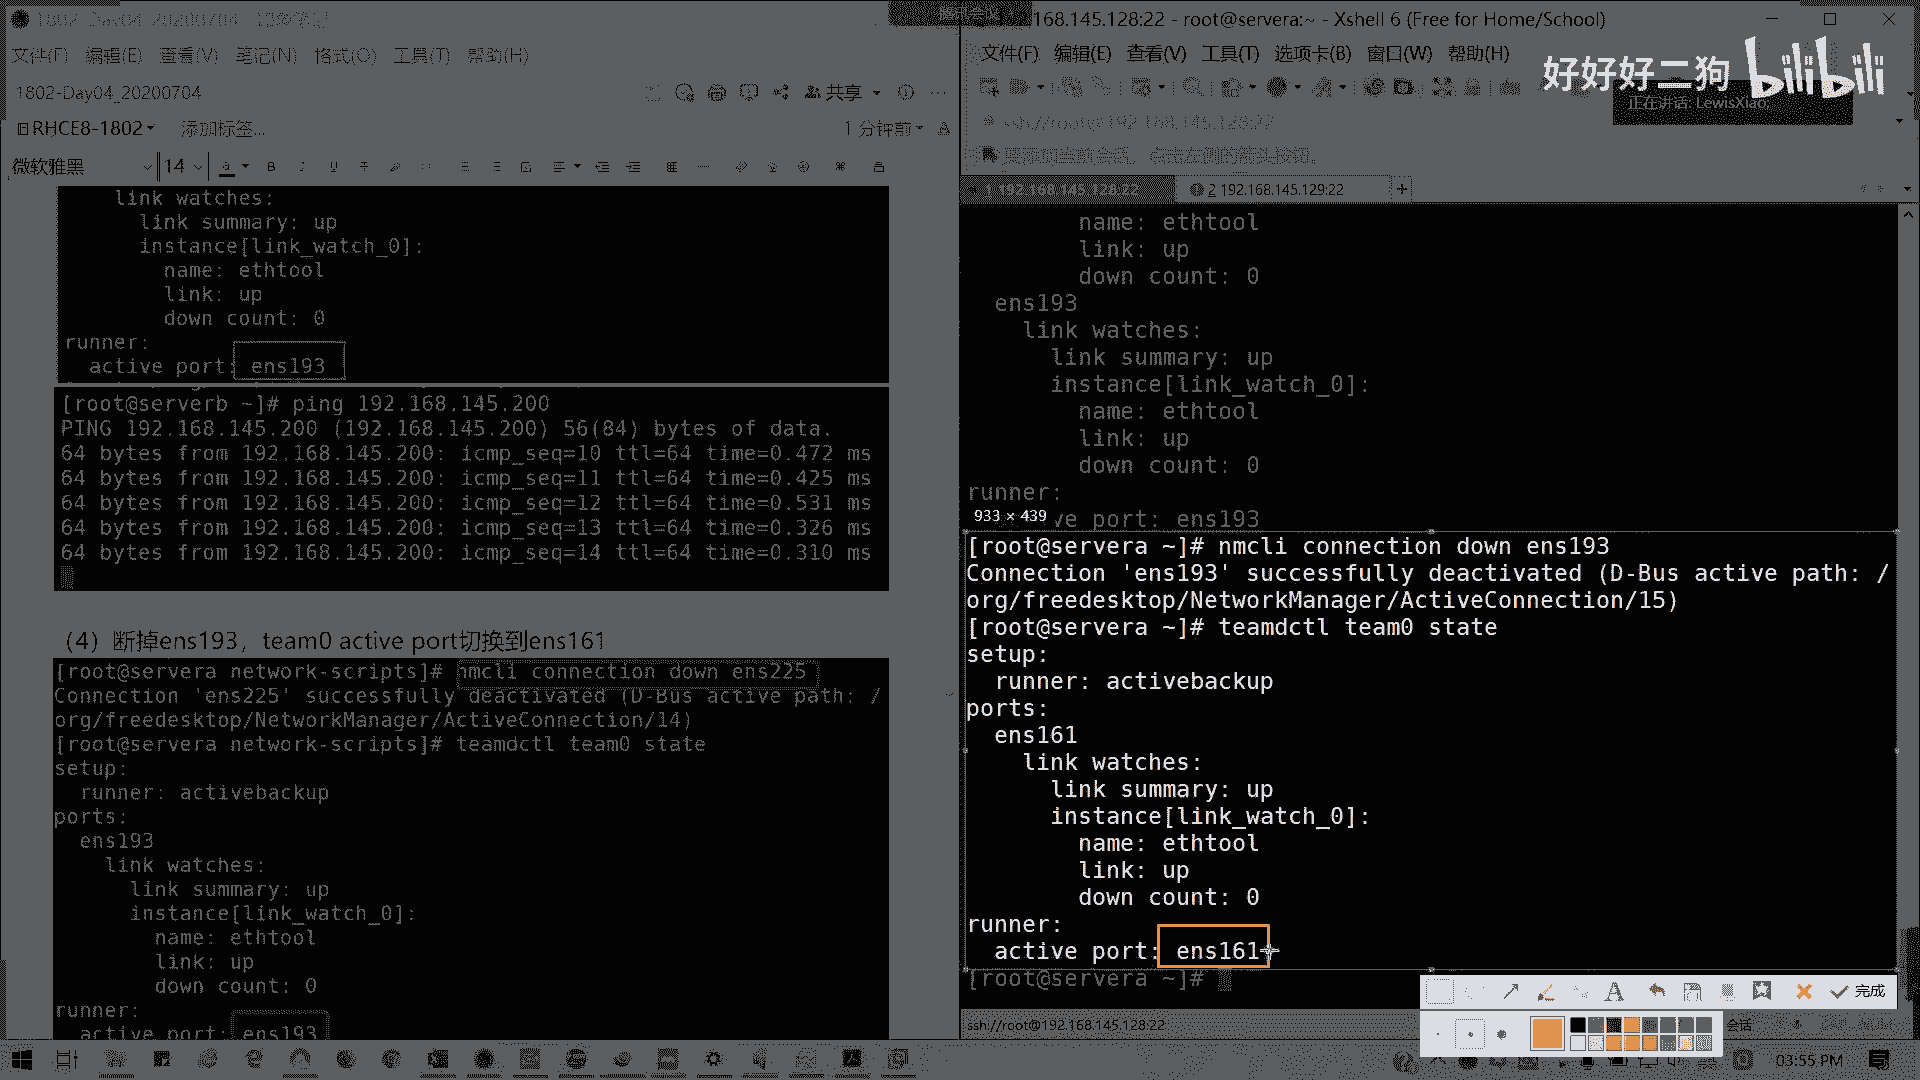 1802-Day04_20200704 - 印象笔记
文件(F) 编辑(E) 查看(V) 笔记(N) 格式(O) 工具(T) 帮助(H)
1802-Day04_20200704
共享
RHCE8-1802
添加标签...
1 分钟前
微软雅黑
14
link watches:
link summary: up
instance[link_watch_0]:
name: ethtool
link: up
down count: 0
runner:
active port: ens193
[root@serverb ~]# ping 192.168.145.200
PING 192.168.145.200 (192.168.145.200) 56(84) bytes of data.
64 bytes from 192.168.145.200: icmp_seq=10 ttl=64 time=0.472 ms
64 bytes from 192.168.145.200: icmp_seq=11 ttl=64 time=0.425 ms
64 bytes from 192.168.145.200: icmp_seq=12 ttl=64 time=0.531 ms
64 bytes from 192.168.145.200: icmp_seq=13 ttl=64 time=0.326 ms
64 bytes from 192.168.145.200: icmp_seq=14 ttl=64 time=0.310 ms
（4）断掉ens193，team0 active port切换到ens161
[root@servera network-scripts]# nmcli connection down ens225
Connection 'ens225' successfully deactivated (D-Bus active path: /
org/freedesktop/NetworkManager/ActiveConnection/14)
[root@servera network-scripts]# teamdctl team0 state
setup:
runner: activebackup
ports:
ens193
link watches:
link summary: up
instance[link_watch_0]:
name: ethtool
link: up
down count: 0
runner:
active port: ens193
腾讯会议
168.145.128:22 - root@servera:~ - Xshell 6 (Free for Home/School)
文件(F) 编辑(E) 查看(V) 工具(T) 选项卡(B) 窗口(W) 帮助(H)
好好好二狗 bilibili
正在讲话: LewisXiao;
ssh://root@192.168.145.128:22
要添加当前会话，点击左侧的箭头按钮。
1 192.168.145.128:22
2 192.168.145.129:22
name: ethtool
link: up
down count: 0
ens193
link watches:
link summary: up
instance[link_watch_0]:
name: ethtool
link: up
down count: 0
runner:
933 × 439
ve port: ens193
[root@servera ~]# nmcli connection down ens193
Connection 'ens193' successfully deactivated (D-Bus active path: /
org/freedesktop/NetworkManager/ActiveConnection/15)
[root@servera ~]# teamdctl team0 state
setup:
runner: activebackup
ports:
ens161
link watches:
link summary: up
instance[link_watch_0]:
name: ethtool
link: up
down count: 0
runner:
active port: ens161
[root@servera ~]#
完成
ssh://root@192.168.145.128:22
会话
03:55 PM